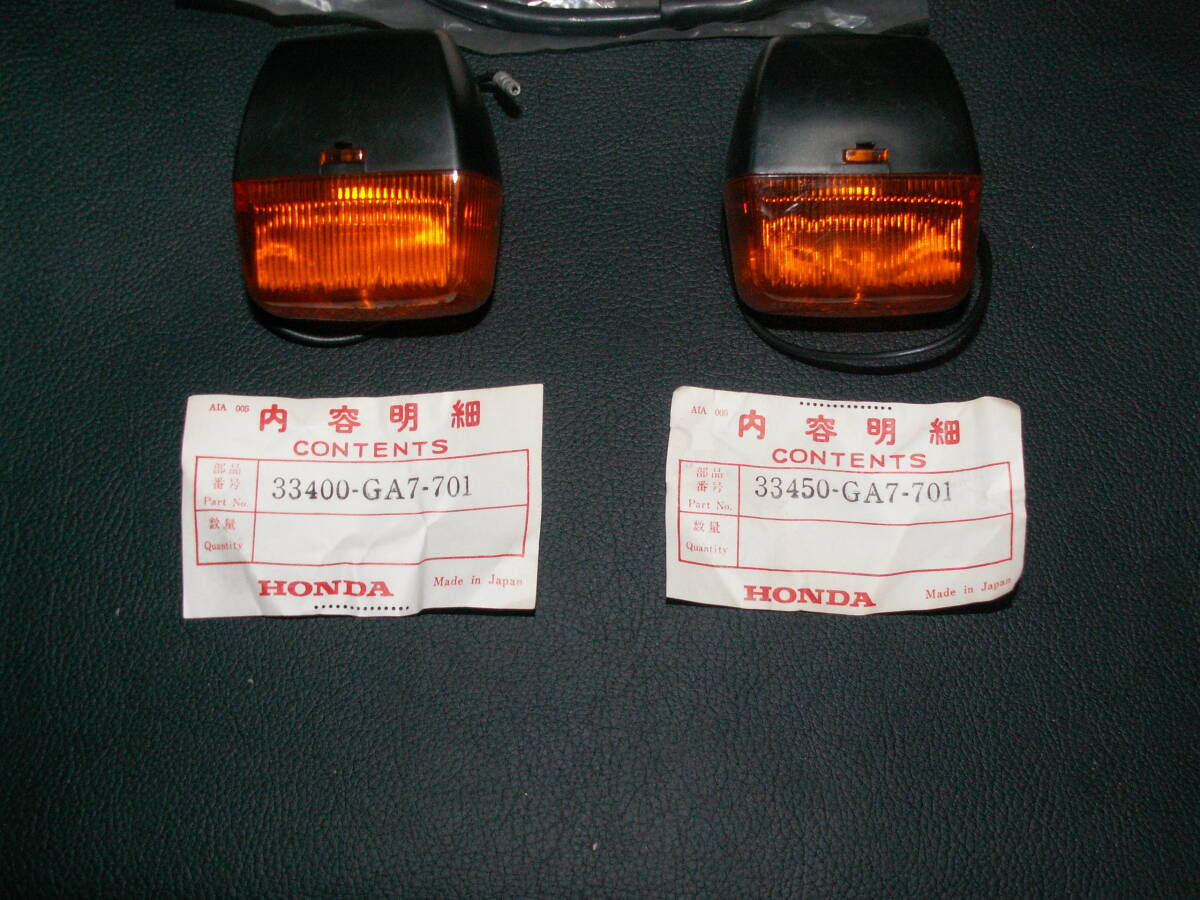 AIA 005
内容明細
CONTENTS
部品
番号
Part No.
33400-GA7-701
数量
Quantity
HONDA
Made in Japan
AIA 005
内容明細
CONTENTS
部品
番号
Part No.
33450-GA7-701
数量
Quantity
HONDA
Made in Japan